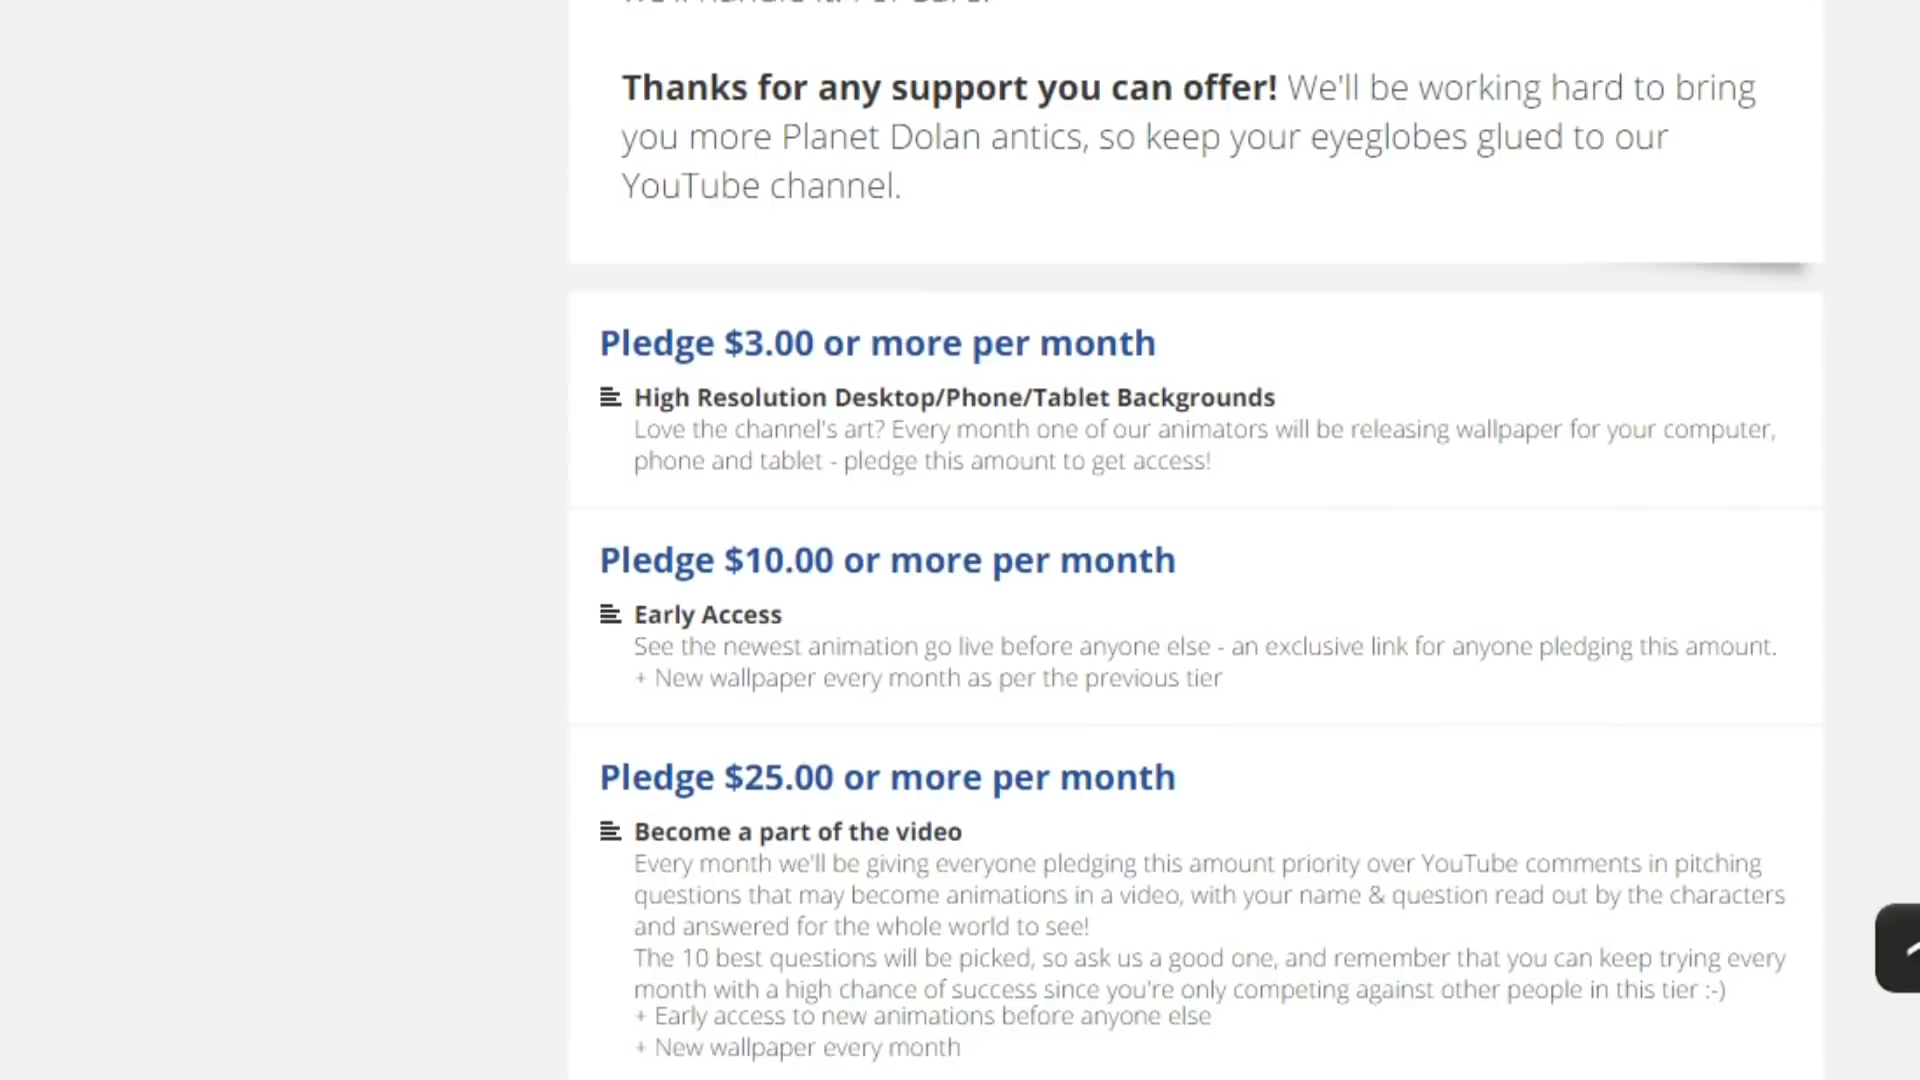 Thanks for any support you can offer! We'll be working hard to bring
you more Planet Dolan antics, so keep your eyeglobes glued to our
YouTube channel.
Pledge $3.00 or more per month
High Resolution Desktop/Phone/Tablet Backgrounds
Love the channel's art? Every month one of our animators will be releasing wallpaper for your computer,
phone and tablet - pledge this amount to get access!
Pledge $10.00 or more per month
Early Access
See the newest animation go live before anyone else - an exclusive link for anyone pledging this amount.
+ New wallpaper every month as per the previous tier
Pledge $25.00 or more per month
Become a part of the video
Every month we'll be giving everyone pledging this amount priority over YouTube comments in pitching
questions that may become animations in a video, with your name & question read out by the characters
and answered for the whole world to see!
The 10 best questions will be picked, so ask us a good one, and remember that you can keep trying every
month with a high chance of success since you're only competing against other people in this tier :-)
+ Early access to new animations before anyone else
+ New wallpaper every month